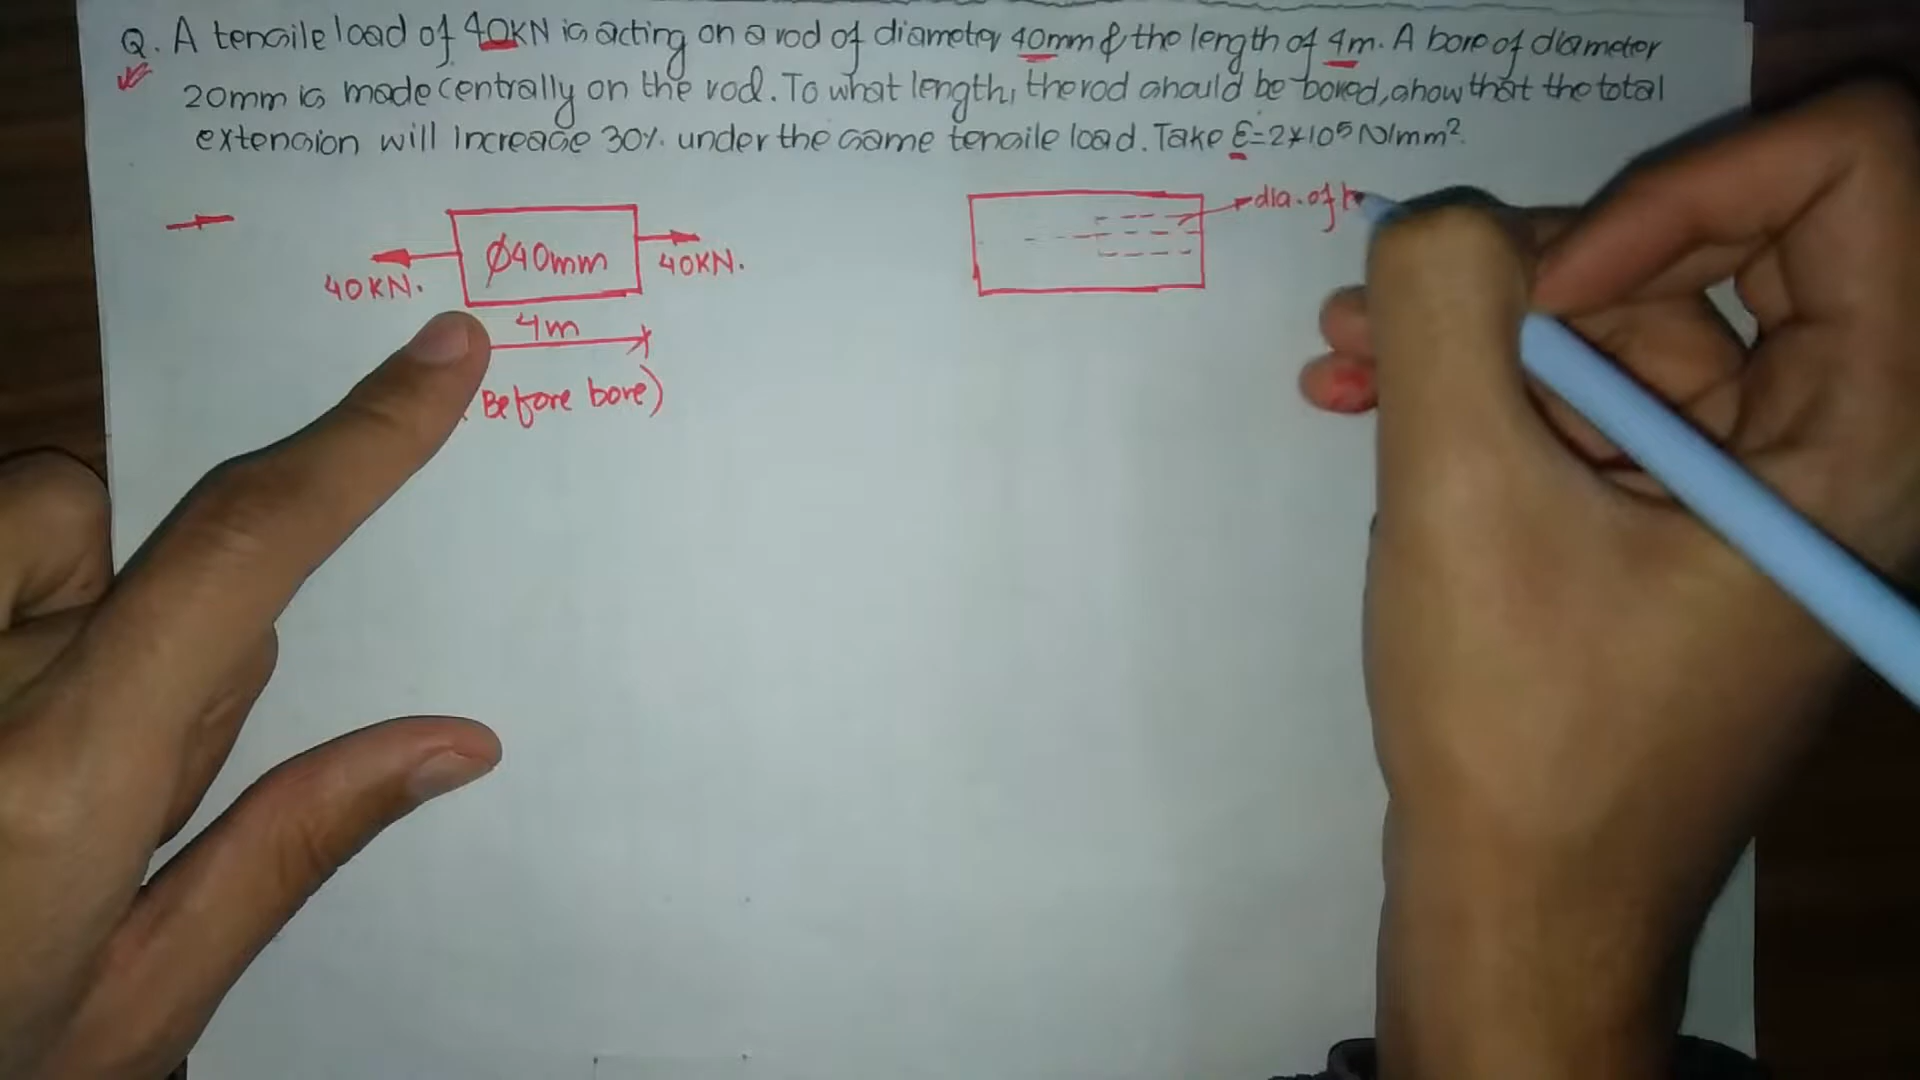 Q. A tensile load of 40KN is acting on a rod of diameter 40mm & the length of 4m. A bore of diameter
20mm is made centrally on the rod. To what length, the rod should be bored, show that the total
extension will increase 30% under the same tensile load. Take E=2*10⁵N/mm².
dia. of
Ø40mm
40KN.
40KN.
4m
Before bore)